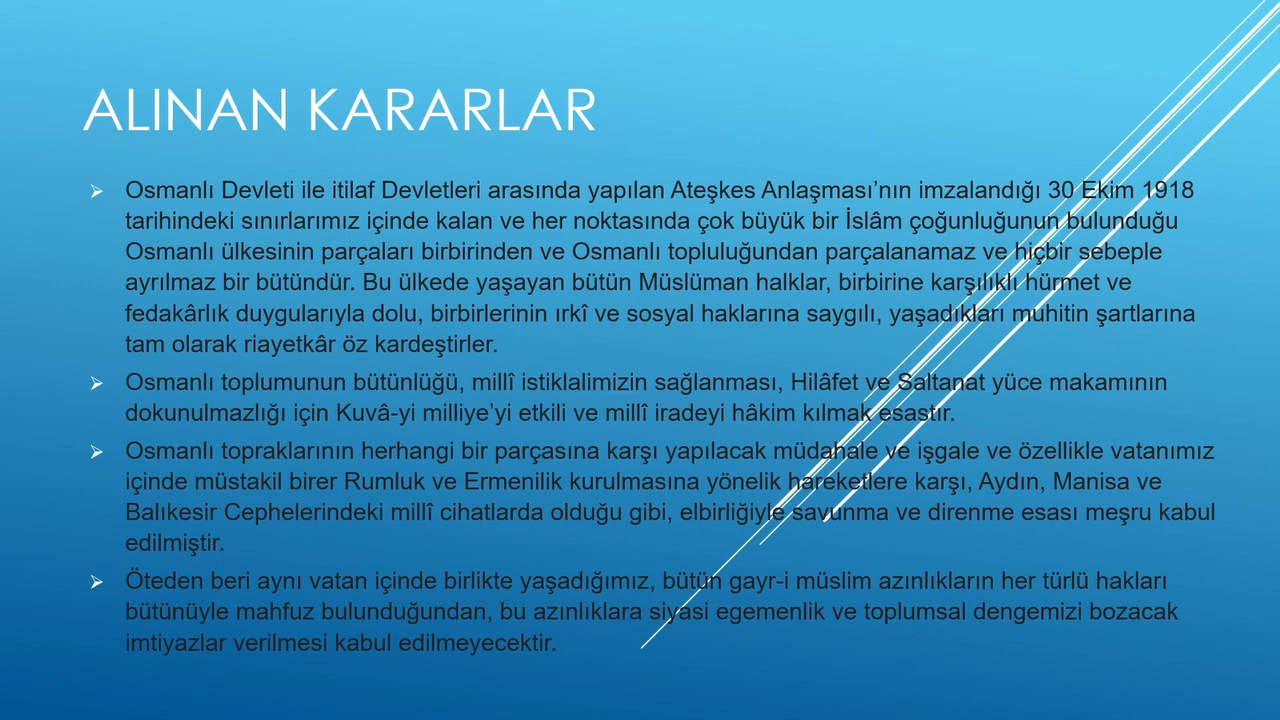 ALINAN KARARLAR
Osmanlı Devleti ile itilaf Devletleri arasında yapılan Ateşkes Anlaşması’nın imzalandığı 30 Ekim 1918
tarihindeki sınırlarımız içinde kalan ve her noktasında çok büyük bir İslâm çoğunluğunun bulunduğu
Osmanlı ülkesinin parçaları birbirinden ve Osmanlı topluluğundan parçalanamaz ve hiçbir sebeple
ayrılmaz bir bütündür. Bu ülkede yaşayan bütün Müslüman halklar, birbirine karşılıklı hürmet ve
fedakârlık duygularıyla dolu, birbirlerinin ırkî ve sosyal haklarına saygılı, yaşadıkları muhitin şartlarına
tam olarak riayetkâr öz kardeştirler.
Osmanlı toplumunun bütünlüğü, millî istiklalimizin sağlanması, Hilâfet ve Saltanat yüce makamının
dokunulmazlığı için Kuvâ-yi milliye’yi etkili ve millî iradeyi hâkim kılmak esastır.
Osmanlı topraklarının herhangi bir parçasına karşı yapılacak müdahale ve işgale ve özellikle vatanımız
içinde müstakil birer Rumluk ve Ermenilik kurulmasına yönelik hareketlere karşı, Aydın, Manisa ve
Balıkesir Cephelerindeki millî cihatlarda olduğu gibi, elbirliğiyle savunma ve direnme esası meşru kabul
edilmiştir.
Öteden beri aynı vatan içinde birlikte yaşadığımız, bütün gayr-i müslim azınlıkların her türlü hakları
bütünüyle mahfuz bulunduğundan, bu azınlıklara siyasi egemenlik ve toplumsal dengemizi bozacak
imtiyazlar verilmesi kabul edilmeyecektir.